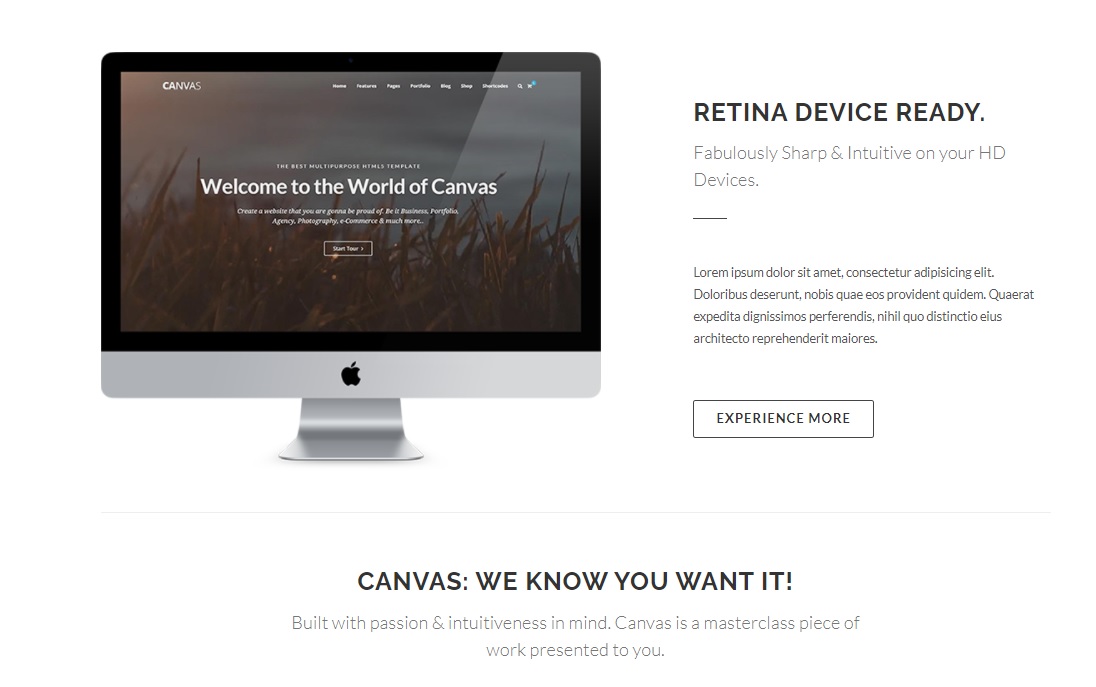 CANVAS
Home Features Pages Portfolio Blog Shop Shortcodes
THE BEST MULTIPURPOSE HTML5 TEMPLATE
Welcome to the World of Canvas
Create a website that you are gonna be proud of. Be it Business, Portfolio,
Agency, Photography, e-Commerce & much more..
Start Tour ›
RETINA DEVICE READY.
Fabulously Sharp & Intuitive on your HD
Devices.
Lorem ipsum dolor sit amet, consectetur adipisicing elit.
Doloribus deserunt, nobis quae eos provident quidem. Quaerat
expedita dignissimos perferendis, nihil quo distinctio eius
architecto reprehenderit maiores.
EXPERIENCE MORE
CANVAS: WE KNOW YOU WANT IT!
Built with passion & intuitiveness in mind. Canvas is a masterclass piece of
work presented to you.